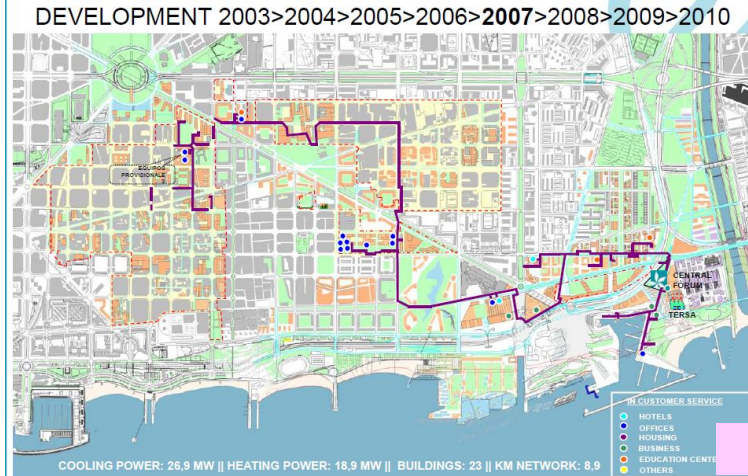 DEVELOPMENT 2003>2004>2005>2006>2007>2008>2009>2010
EQUIPOS
PROVISIONALE
CENTRAL
FORUM
TERSA
IN CUSTOMER SERVICE
HOTELS
OFFICES
HOUSING
BUSINESS
EDUCATION CENTE
OTHERS
COOLING POWER: 26,9 MW || HEATING POWER: 18,9 MW || BUILDINGS: 23 || KM NETWORK: 8,9